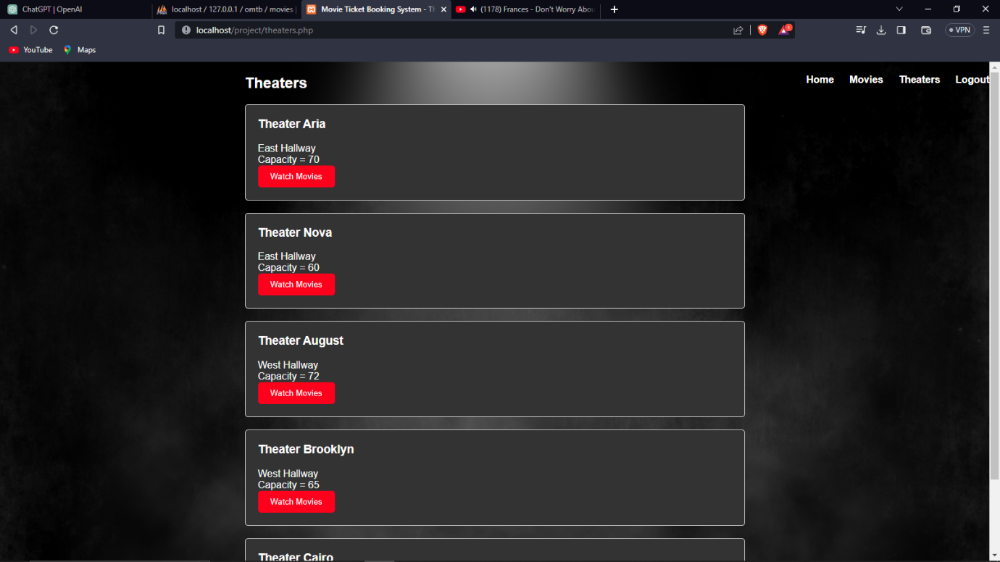 ChatGPT | OpenAI
localhost / 127.0.0.1 / omtb / movies |
Movie Ticket Booking System - Th
(1178) Frances - Don't Worry Abou
localhost/project/theaters.php
1
VPN
YouTube
Maps
Theaters
Home
Movies
Theaters
Logout
Theater Aria
East Hallway
Capacity = 70
Watch Movies
Theater Nova
East Hallway
Capacity = 60
Watch Movies
Theater August
West Hallway
Capacity = 72
Watch Movies
Theater Brooklyn
West Hallway
Capacity = 65
Watch Movies
Theater Cairo